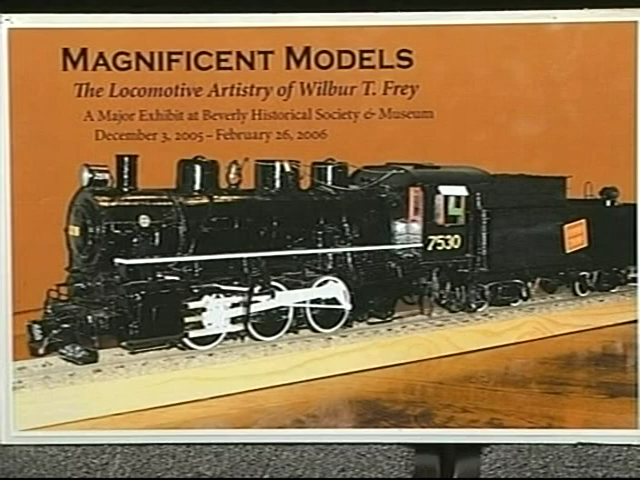 MAGNIFICENT MODELS
The Locomotive Artistry of Wilbur T. Frey
A Major Exhibit at Beverly Historical Society & Museum
December 3, 2005 – February 26, 2006
7530